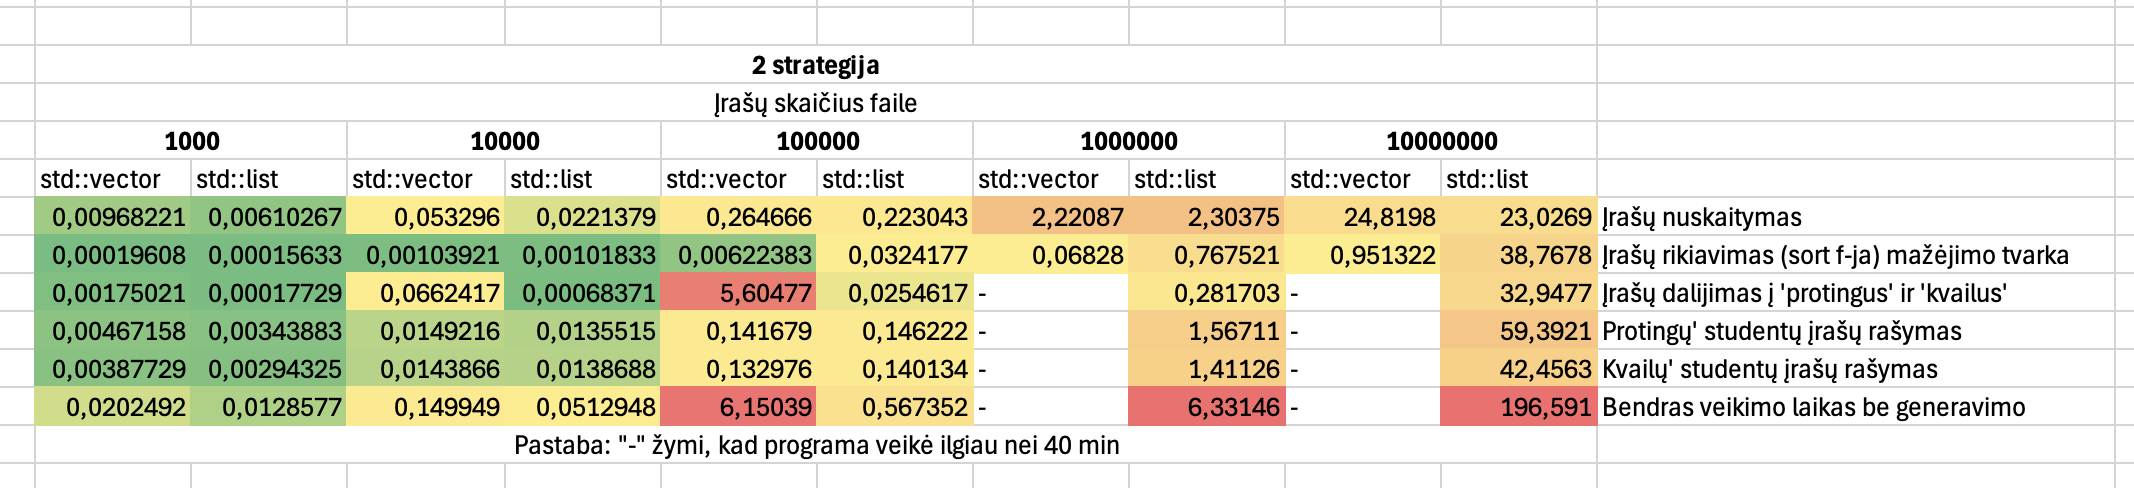 2 strategija
Įrašų skaičius faile
1000 10000 100000 1000000 10000000
std::vector std::list std::vector std::list std::vector std::list std::vector std::list std::vector std::list
0,00968221 0,00610267 0,053296 0,0221379 0,264666 0,223043 2,22087 2,30375 24,8198 23,0269 Įrašų nuskaitymas
0,00019608 0,00015633 0,00103921 0,00101833 0,00622383 0,0324177 0,06828 0,767521 0,951322 38,7678 Įrašų rikiavimas (sort f-ja) mažėjimo tvarka
0,00175021 0,00017729 0,0662417 0,00068371 5,60477 0,0254617 - 0,281703 - 32,9477 Įrašų dalijimas į 'protingus' ir 'kvailus'
0,00467158 0,00343883 0,0149216 0,0135515 0,141679 0,146222 - 1,56711 - 59,3921 Protingų' studentų įrašų rašymas
0,00387729 0,00294325 0,0143866 0,0138688 0,132976 0,140134 - 1,41126 - 42,4563 Kvailų' studentų įrašų rašymas
0,0202492 0,0128577 0,149949 0,0512948 6,15039 0,567352 - 6,33146 - 196,591 Bendras veikimo laikas be generavimo
Pastaba: "-" žymi, kad programa veikė ilgiau nei 40 min